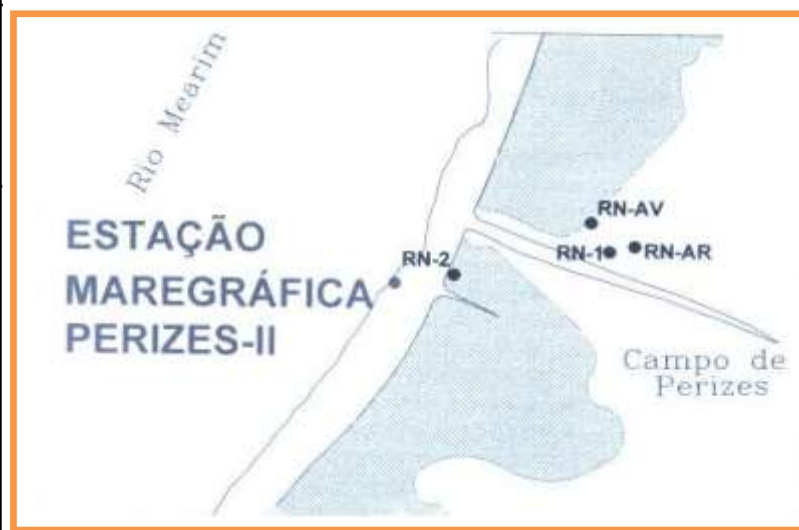 Rio Mearim
ESTAÇÃO
MAREGRÁFICA
PERIZES-II
RN-2
RN-AV
RN-1
RN-AR
Campo de
Perizes